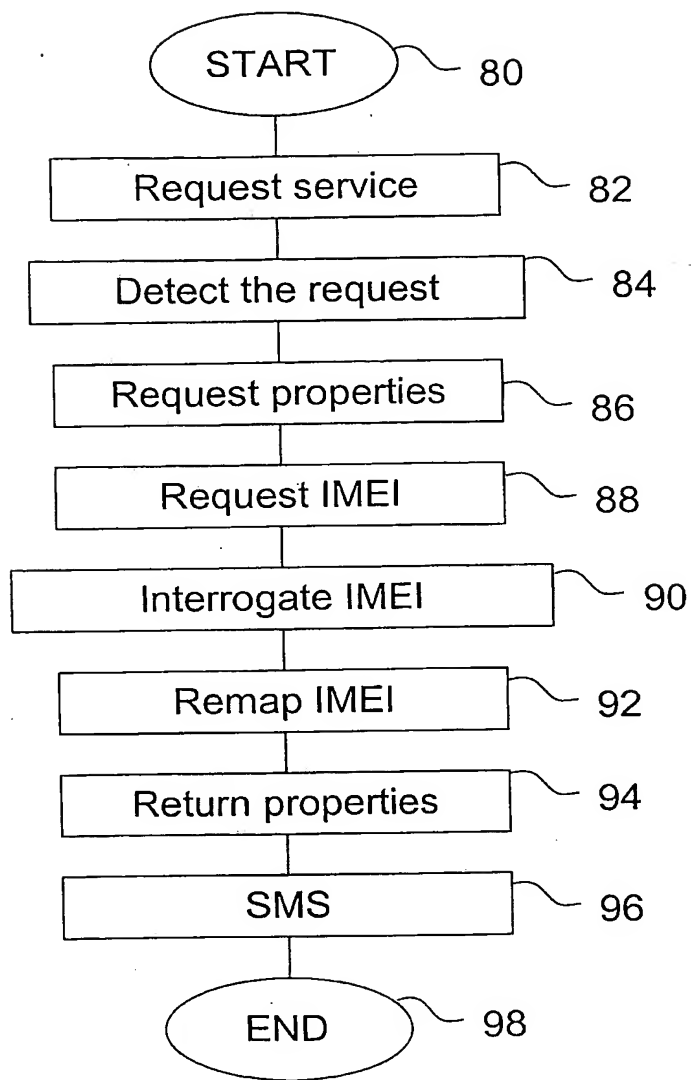 START 80
Request service 82
Detect the request 84
Request properties 86
Request IMEI 88
Interrogate IMEI 90
Remap IMEI 92
Return properties 94
SMS 96
END 98